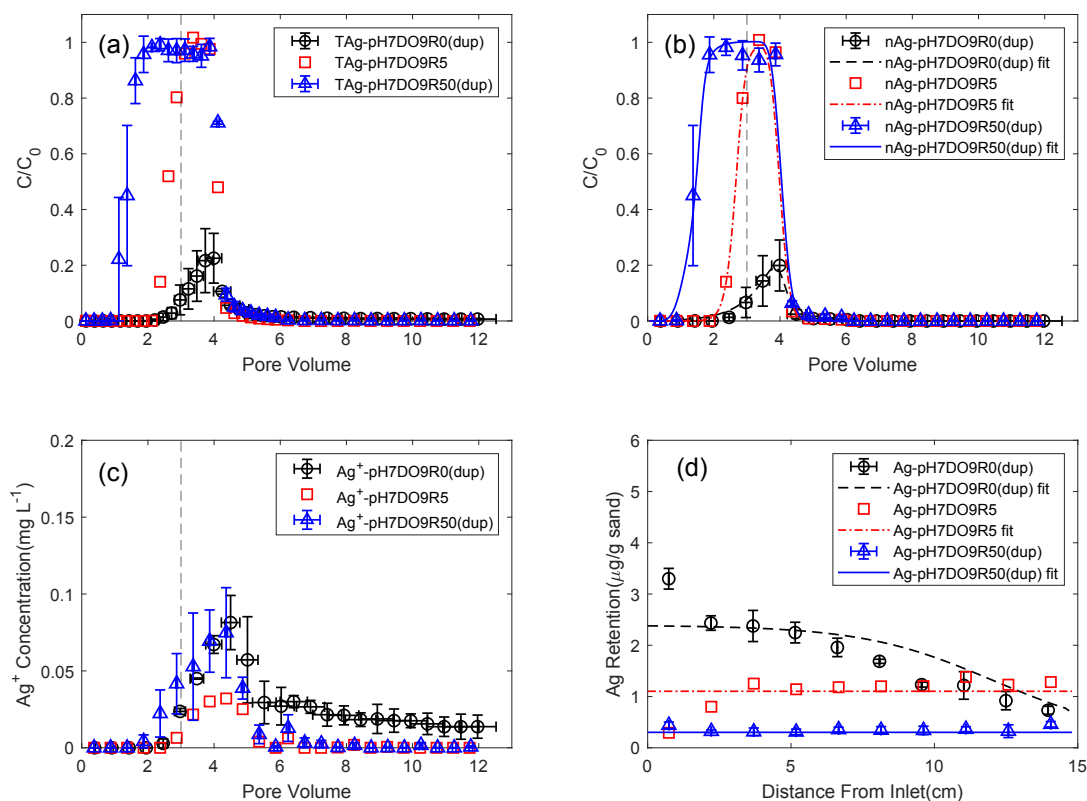 (a)
TAg-pH7DO9R0(dup)
TAg-pH7DO9R5
TAg-pH7DO9R50(dup)
C/C0
1
0.8
0.6
0.4
0.2
0
0 2 4 6 8 10 12
Pore Volume
(b)
nAg-pH7DO9R0(dup)
nAg-pH7DO9R0(dup) fit
nAg-pH7DO9R5
nAg-pH7DO9R5 fit
nAg-pH7DO9R50(dup)
nAg-pH7DO9R50(dup) fit
C/C0
1
0.8
0.6
0.4
0.2
0
0 2 4 6 8 10 12
Pore Volume
(c)
Ag+-pH7DO9R0(dup)
Ag+-pH7DO9R5
Ag+-pH7DO9R50(dup)
Ag+ Concentration(mg L-1)
0.2
0.15
0.1
0.05
0
0 2 4 6 8 10 12
Pore Volume
(d)
Ag-pH7DO9R0(dup)
Ag-pH7DO9R0(dup) fit
Ag-pH7DO9R5
Ag-pH7DO9R5 fit
Ag-pH7DO9R50(dup)
Ag-pH7DO9R50(dup) fit
Ag Retention(μg/g sand)
6
5
4
3
2
1
0
0 5 10 15
Distance From Inlet(cm)